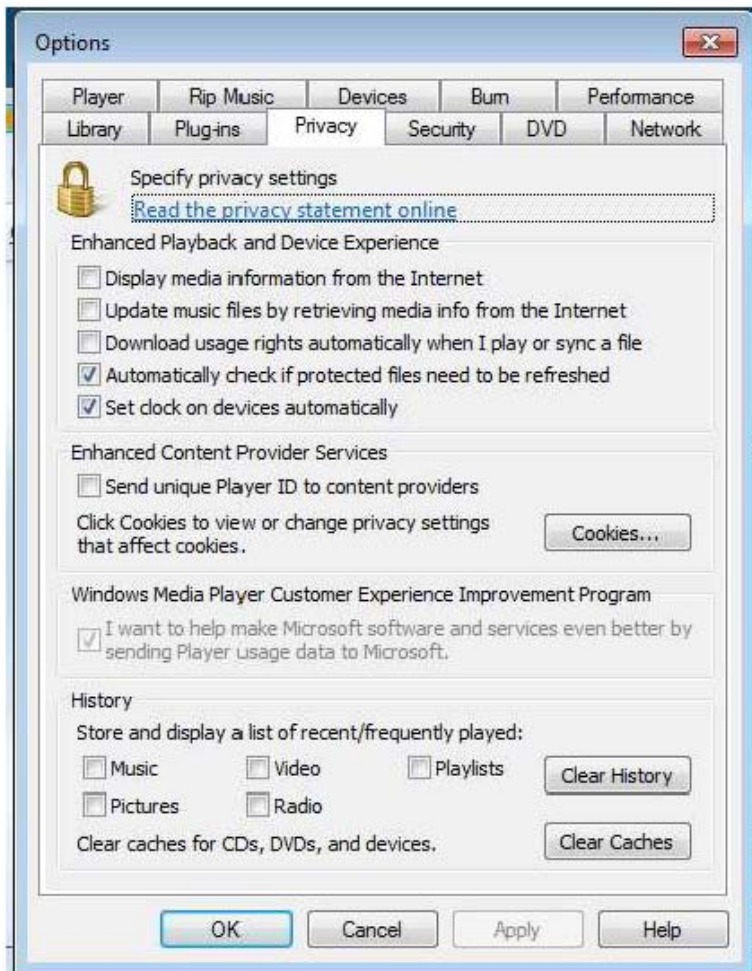 Options
Player Rip Music Devices Burn Performance
Library Plug-ins Privacy Security DVD Network
Specify privacy settings
Read the privacy statement online
Enhanced Playback and Device Experience
Display media information from the Internet
Update music files by retrieving media info from the Internet
Download usage rights automatically when I play or sync a file
Automatically check if protected files need to be refreshed
Set clock on devices automatically
Enhanced Content Provider Services
Send unique Player ID to content providers
Click Cookies to view or change privacy settings
that affect cookies.
Cookies...
Windows Media Player Customer Experience Improvement Program
I want to help make Microsoft software and services even better by
sending Player usage data to Microsoft.
History
Store and display a list of recent/frequently played:
Music Video Playlists
Clear History
Pictures Radio
Clear caches for CDs, DVDs, and devices.
Clear Caches
OK Cancel Apply Help